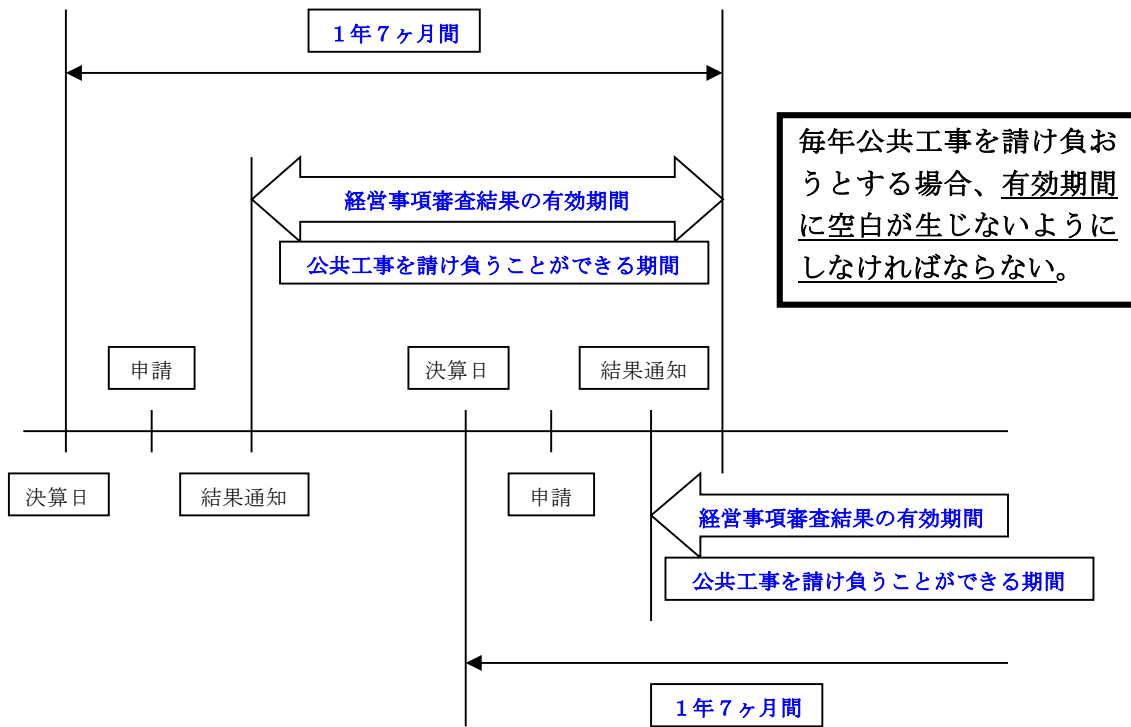 １年７ヶ月間
毎年公共工事を請け負お
うとする場合、有効期間
に空白が生じないように
しなければならない。
経営事項審査結果の有効期間
公共工事を請け負うことができる期間
申請
決算日
結果通知
決算日
結果通知
申請
経営事項審査結果の有効期間
公共工事を請け負うことができる期間
１年７ヶ月間